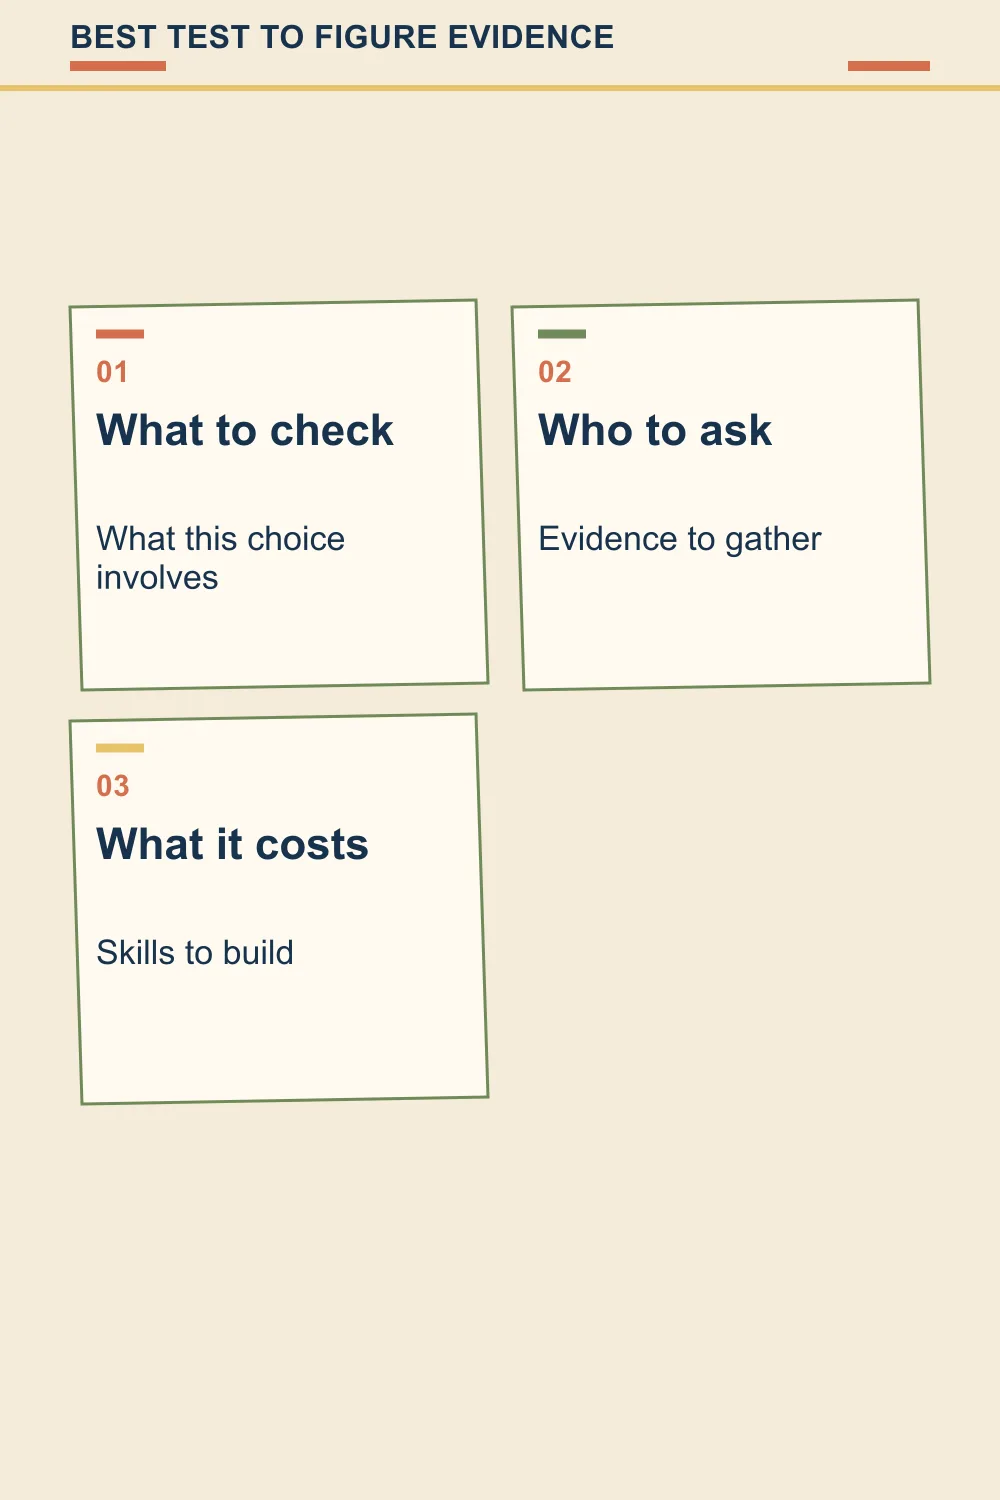 BEST TEST TO FIGURE EVIDENCE
01
What to check
What this choice
involves
02
Who to ask
Evidence to gather
03
What it costs
Skills to build